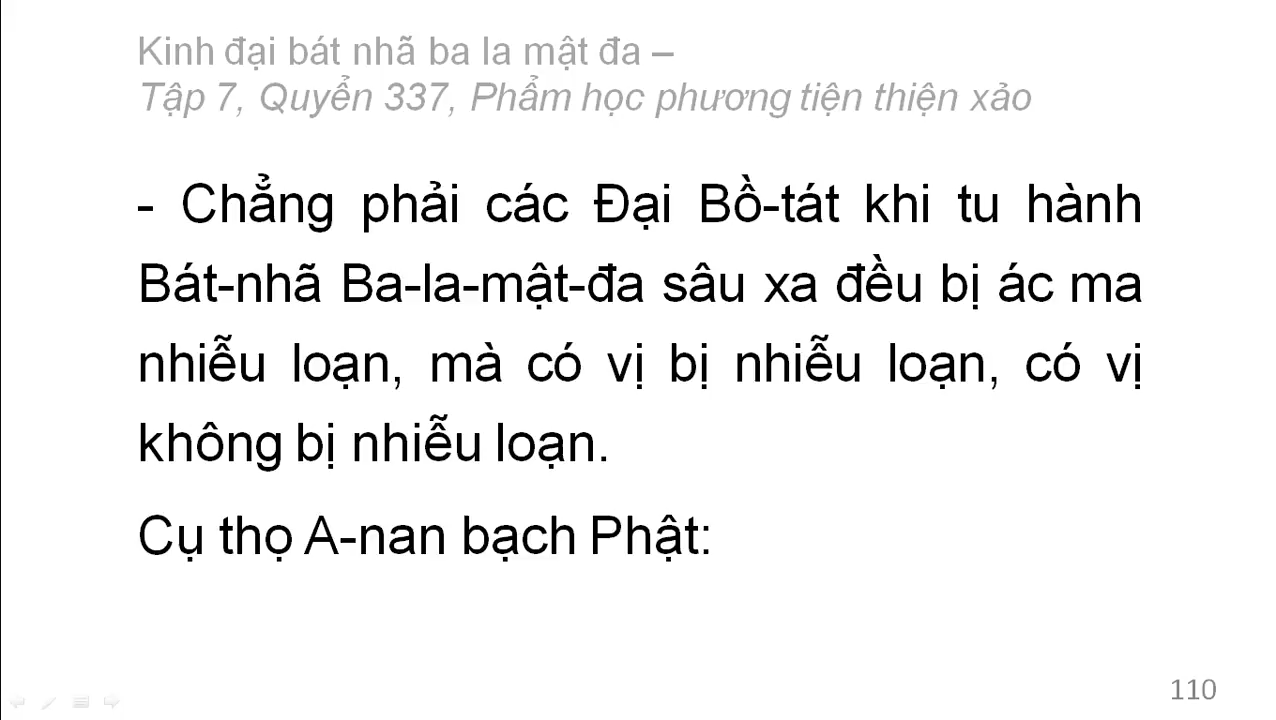 Kinh đại bát nhã ba la mật đa –
Tập 7, Quyển 337, Phẩm học phương tiện thiện xảo
- Chẳng phải các Đại Bồ-tát khi tu hành
Bát-nhã Ba-la-mật-đa sâu xa đều bị ác ma
nhiễu loạn, mà có vị bị nhiễu loạn, có vị
không bị nhiễu loạn.
Cụ thọ A-nan bạch Phật:
110